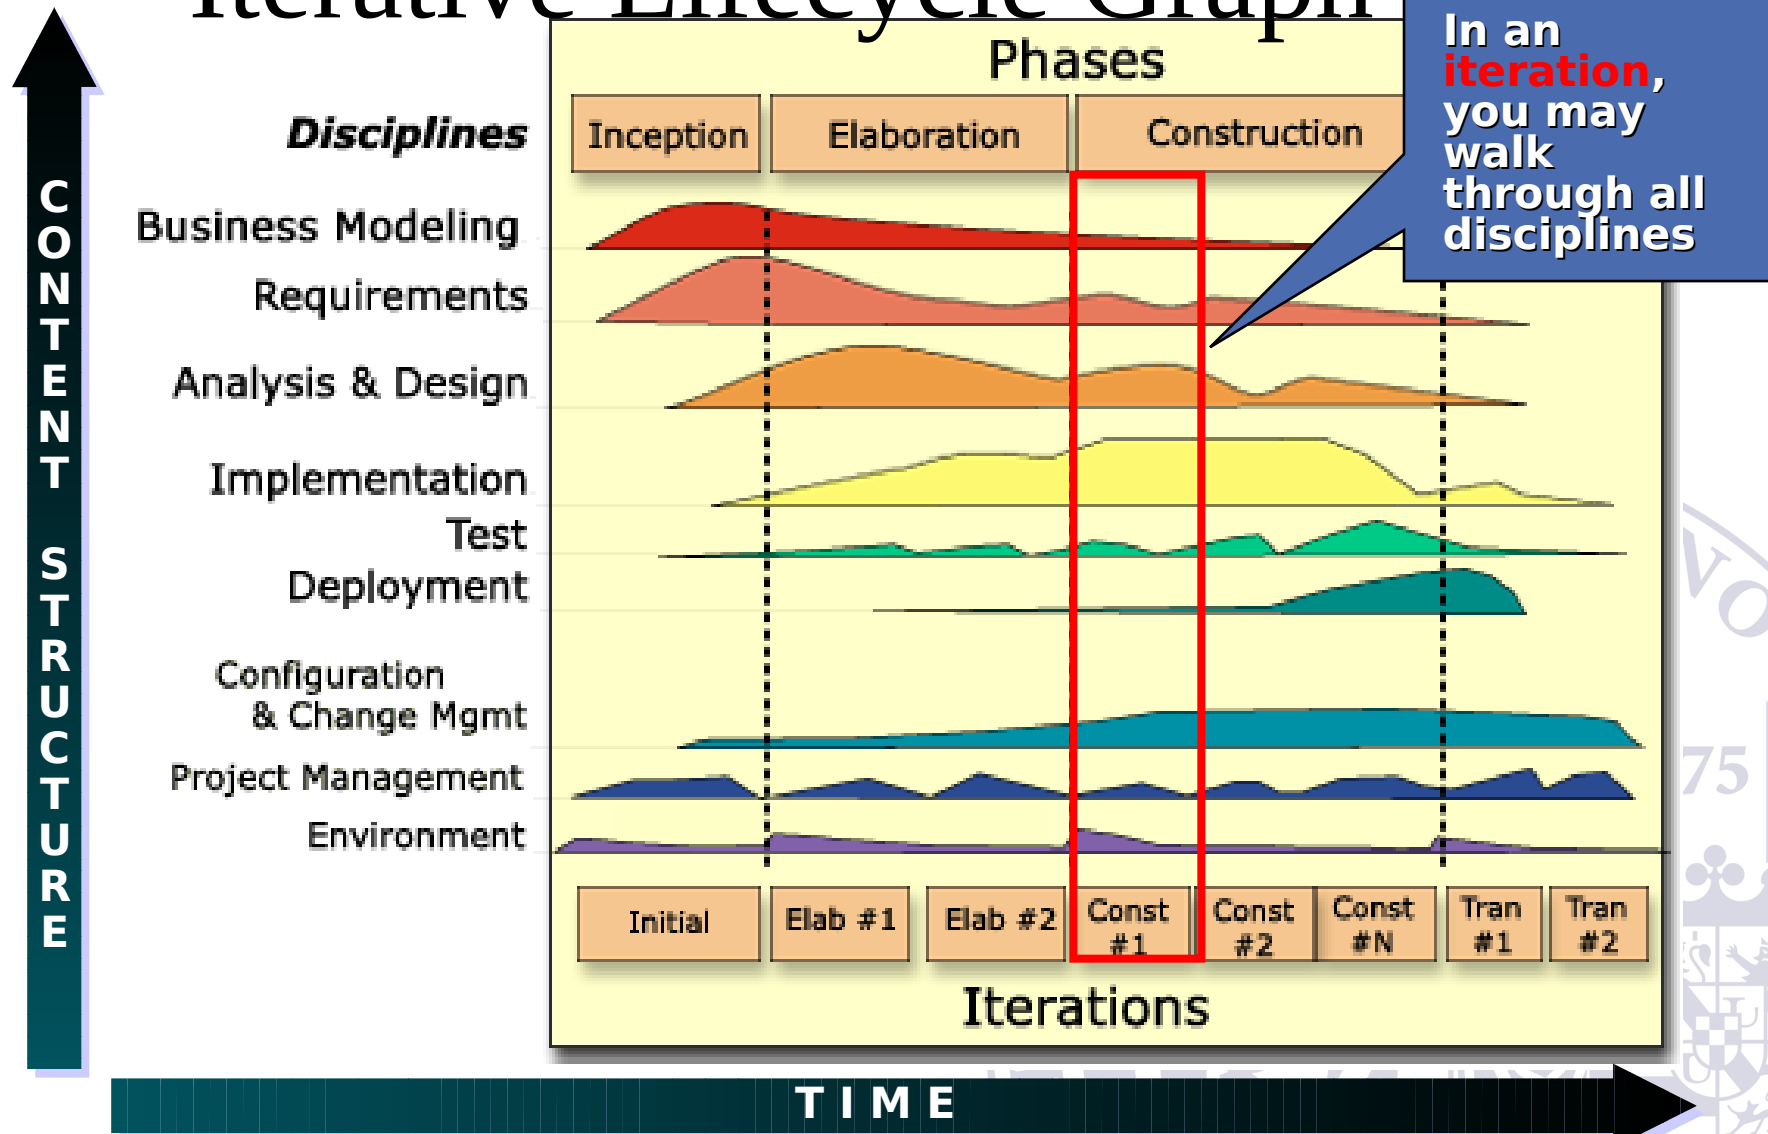 Iterative Lifecycle Graph
In an
iteration,
you may
walk
through all
disciplines
Phases
Disciplines
Inception
Elaboration
Construction
Business Modeling
Requirements
Analysis & Design
Implementation
Test
Deployment
Configuration
& Change Mgmt
Project Management
Environment
Initial
Elab #1
Elab #2
Const
#1
Const
#2
Const
#N
Tran
#1
Tran
#2
Iterations
CONTENT STRUCTURE
TIME
VO
75